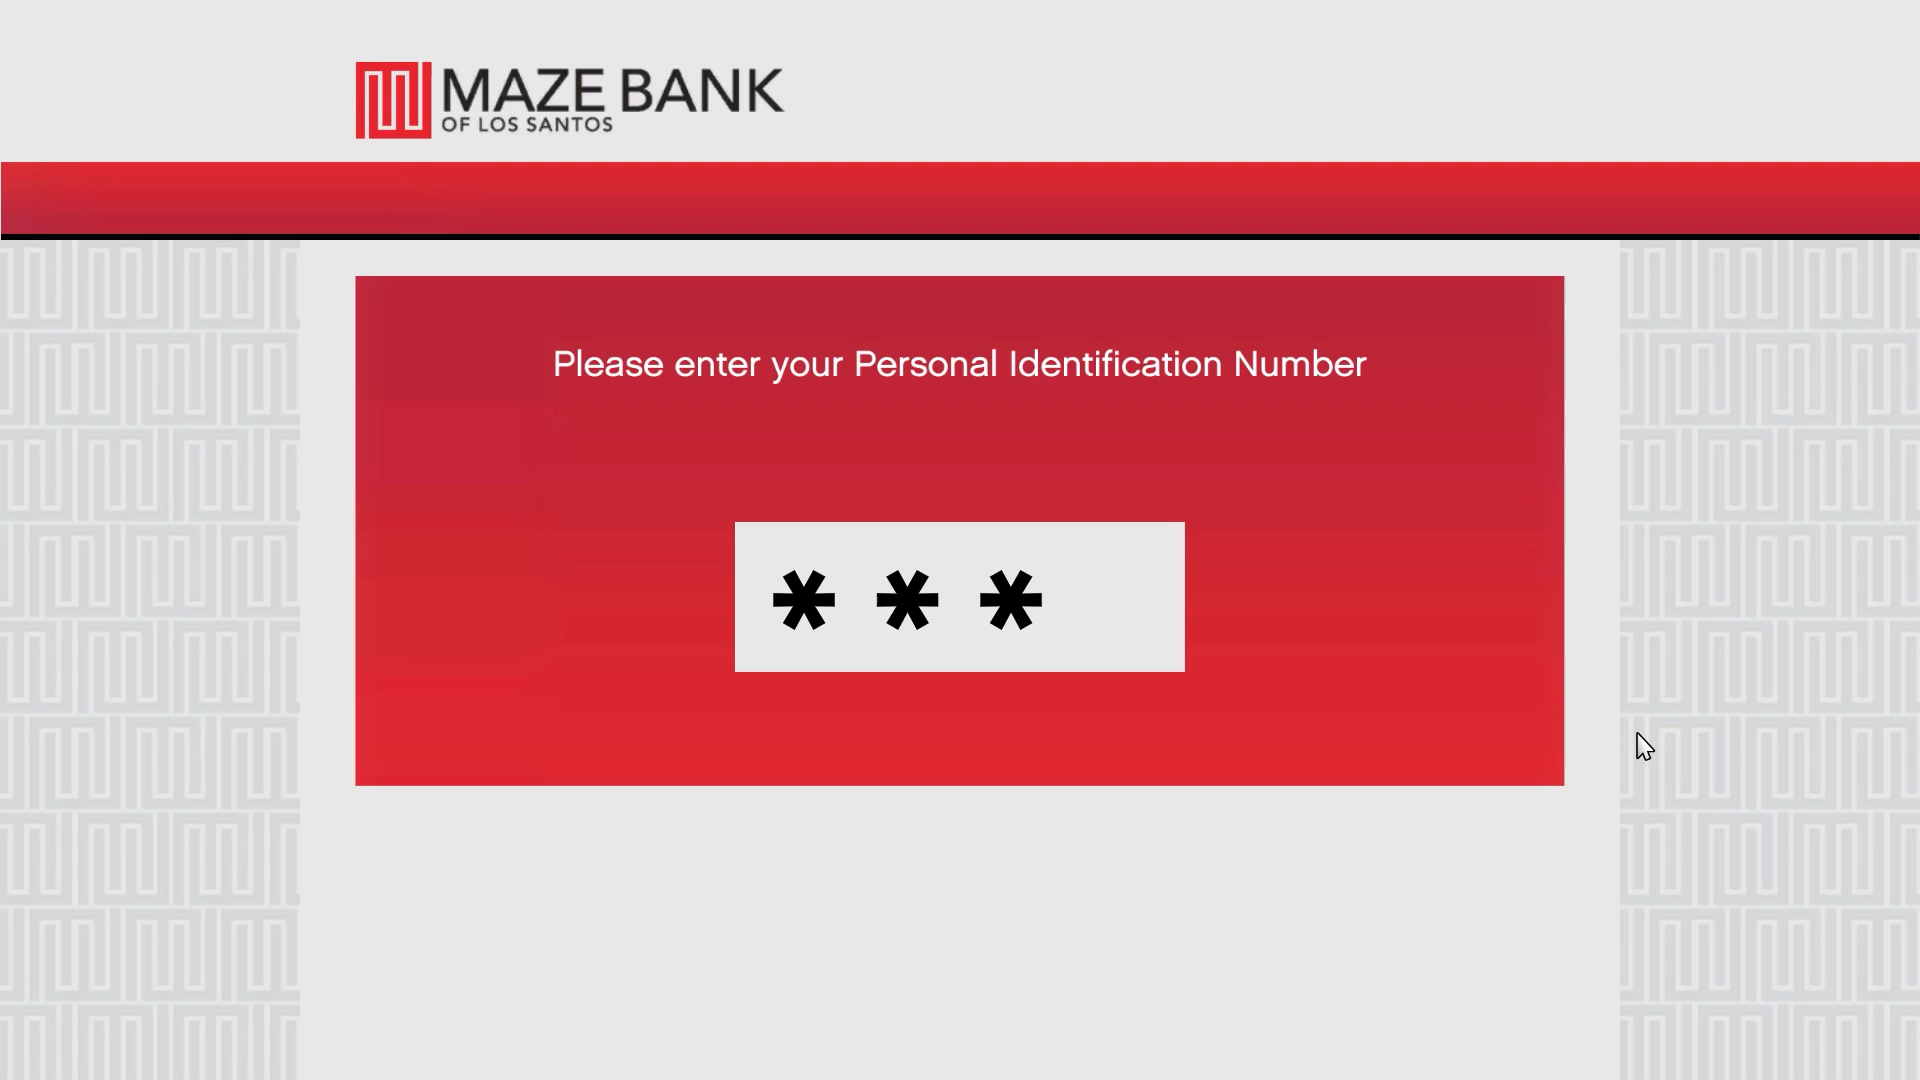 MAZE BANK
OF LOS SANTOS
Please enter your Personal Identification Number
* * *